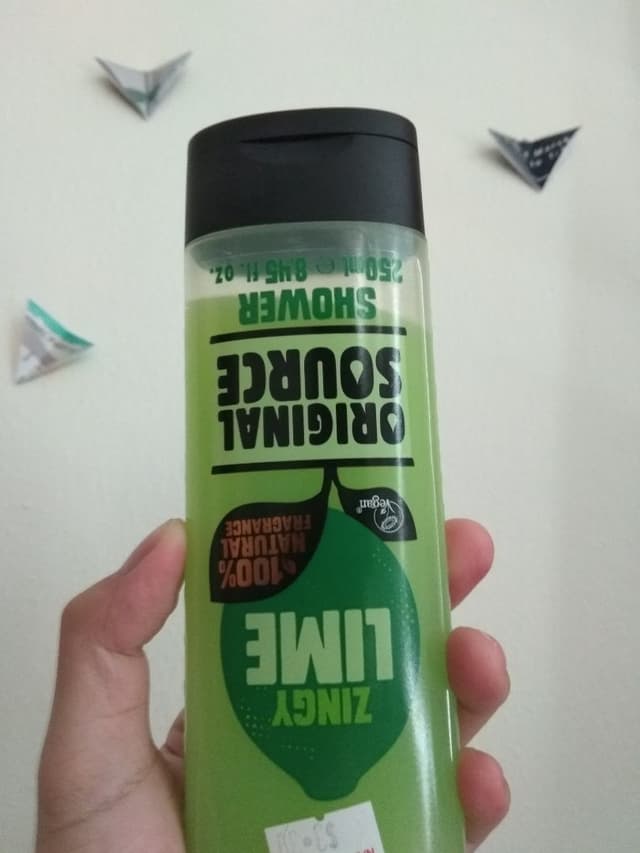 ZINGY
LIME
100%
NATURAL
FRAGRANCE
vegan®
ORIGINAL
SOURCE
SHOWER
250ml ℮ 8.45 fl. oz.